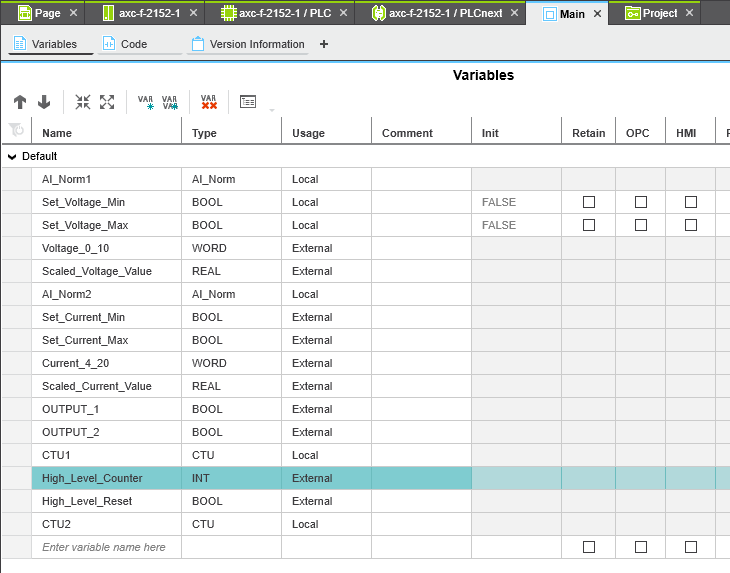 Page × axc-f-2152-1 × axc-f-2152-1 / PLC × axc-f-2152-1 / PLCnext × Main × Project ×
Variables Code Version Information +
Variables
VAR VAR VAR
Name Type Usage Comment Init Retain OPC HMI
Default
AI_Norm1 AI_Norm Local
Set_Voltage_Min BOOL Local FALSE
Set_Voltage_Max BOOL Local FALSE
Voltage_0_10 WORD External
Scaled_Voltage_Value REAL External
AI_Norm2 AI_Norm Local
Set_Current_Min BOOL External
Set_Current_Max BOOL External
Current_4_20 WORD External
Scaled_Current_Value REAL External
OUTPUT_1 BOOL External
OUTPUT_2 BOOL External
CTU1 CTU Local
High_Level_Counter INT External
High_Level_Reset BOOL External
CTU2 CTU Local
Enter variable name here